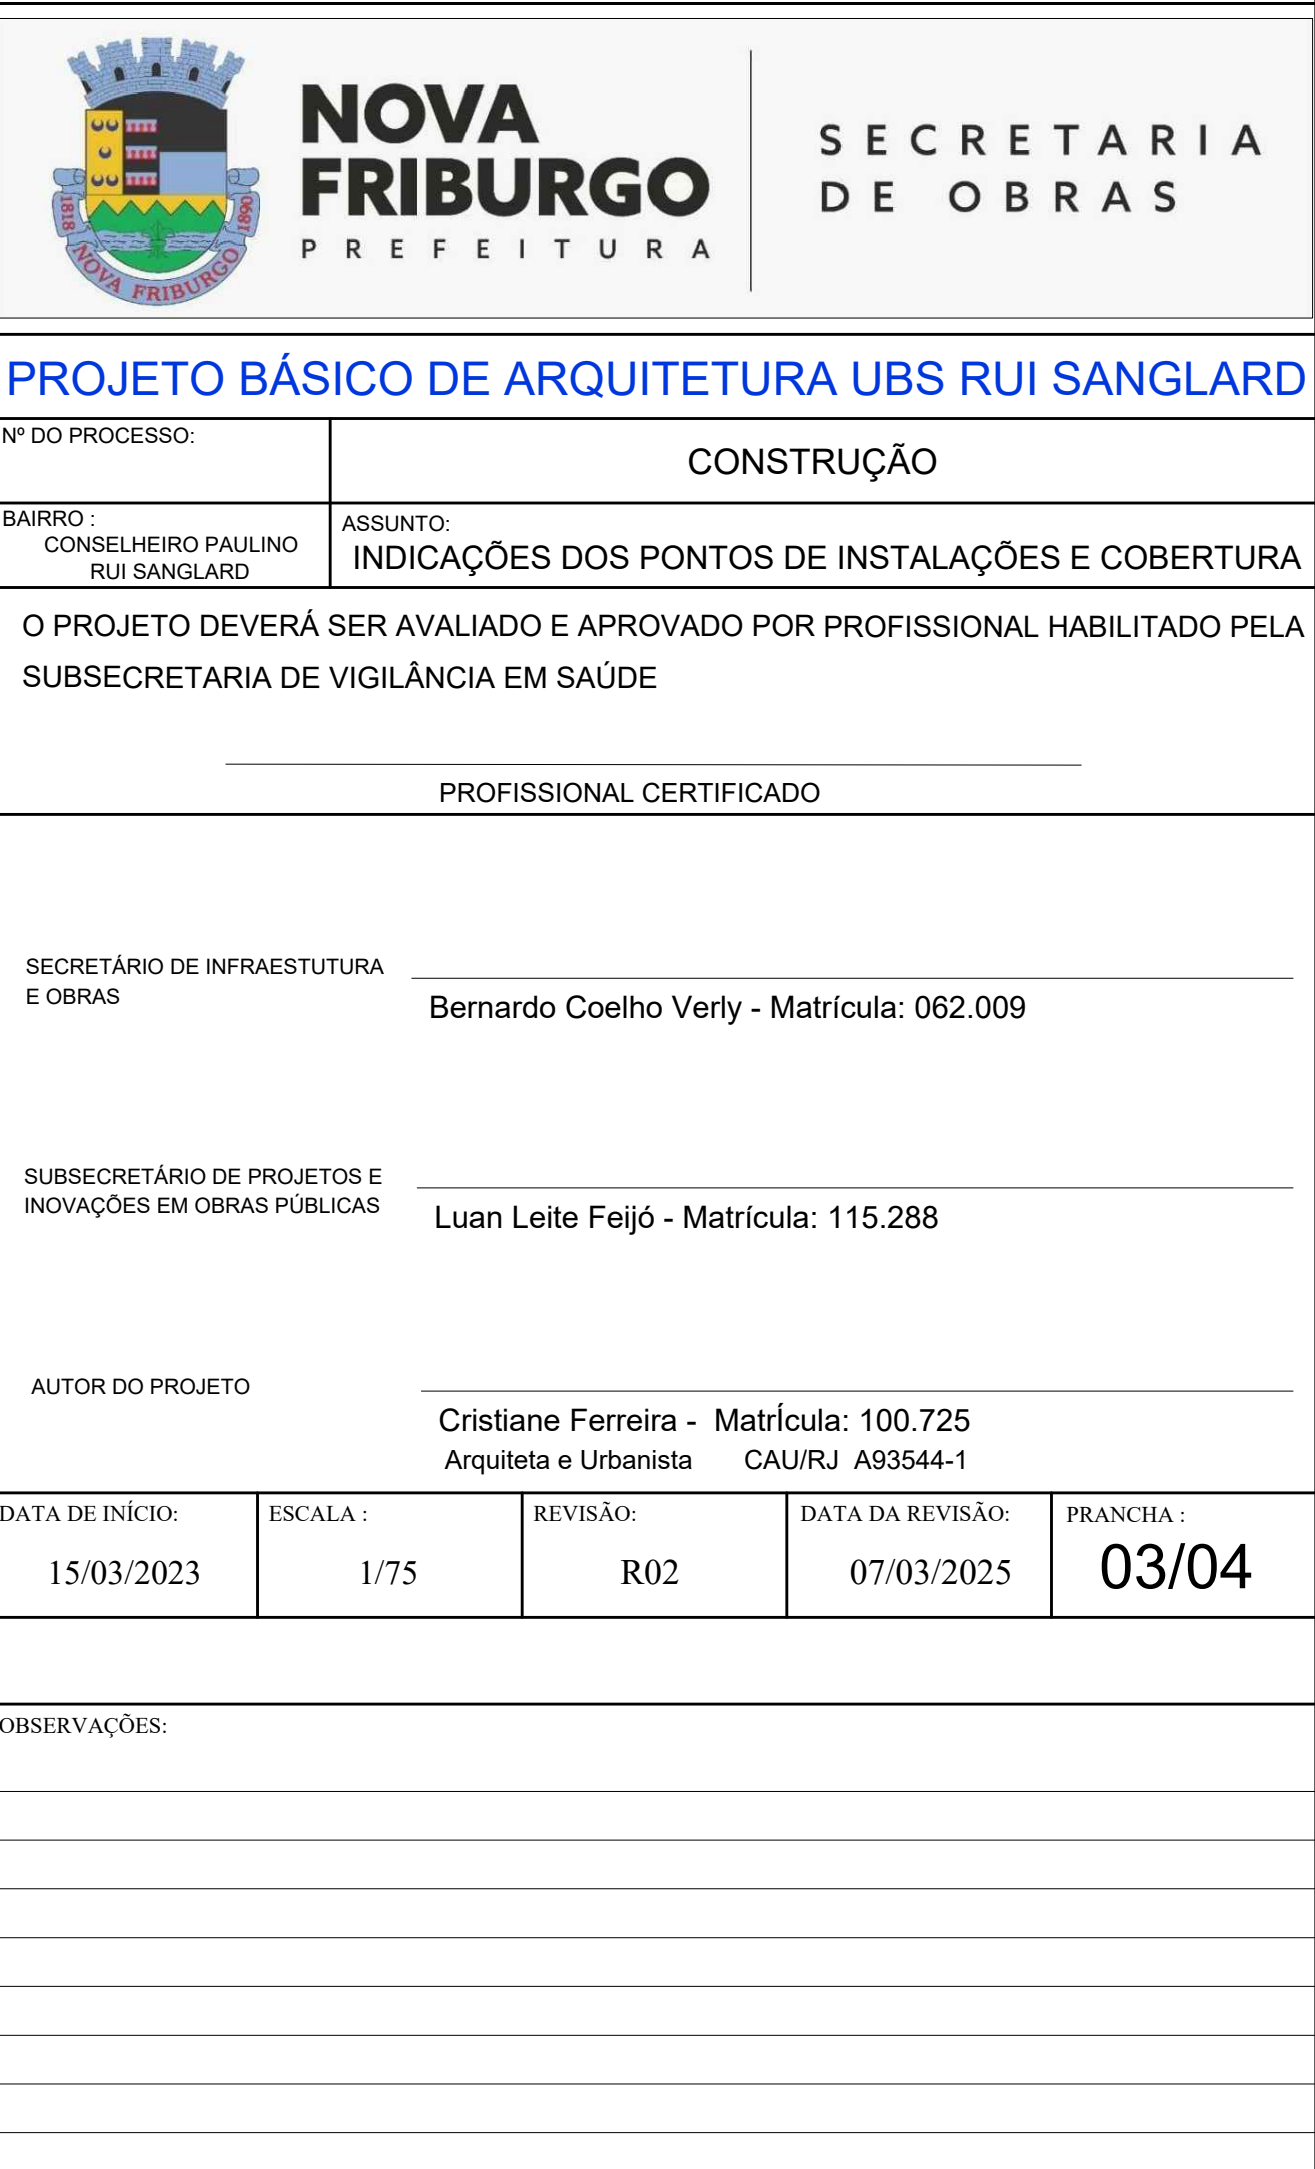 NOVA
FRIBURGO
PREFEITURA
SECRETARIA
DE OBRAS
1818
1890
NOVA FRIBURGO
PROJETO BÁSICO DE ARQUITETURA UBS RUI SANGLARD
Nº DO PROCESSO:
CONSTRUÇÃO
BAIRRO :
CONSELHEIRO PAULINO
RUI SANGLARD
ASSUNTO:
INDICAÇÕES DOS PONTOS DE INSTALAÇÕES E COBERTURA
O PROJETO DEVERÁ SER AVALIADO E APROVADO POR PROFISSIONAL HABILITADO PELA
SUBSECRETARIA DE VIGILÂNCIA EM SAÚDE
PROFISSIONAL CERTIFICADO
SECRETÁRIO DE INFRAESTUTURA
E OBRAS
Bernardo Coelho Verly - Matrícula: 062.009
SUBSECRETÁRIO DE PROJETOS E
INOVAÇÕES EM OBRAS PÚBLICAS
Luan Leite Feijó - Matrícula: 115.288
AUTOR DO PROJETO
Cristiane Ferreira - MatrÍcula: 100.725
Arquiteta e Urbanista CAU/RJ A93544-1
DATA DE INÍCIO:
15/03/2023
ESCALA :
1/75
REVISÃO:
R02
DATA DA REVISÃO:
07/03/2025
PRANCHA :
03/04
OBSERVAÇÕES: